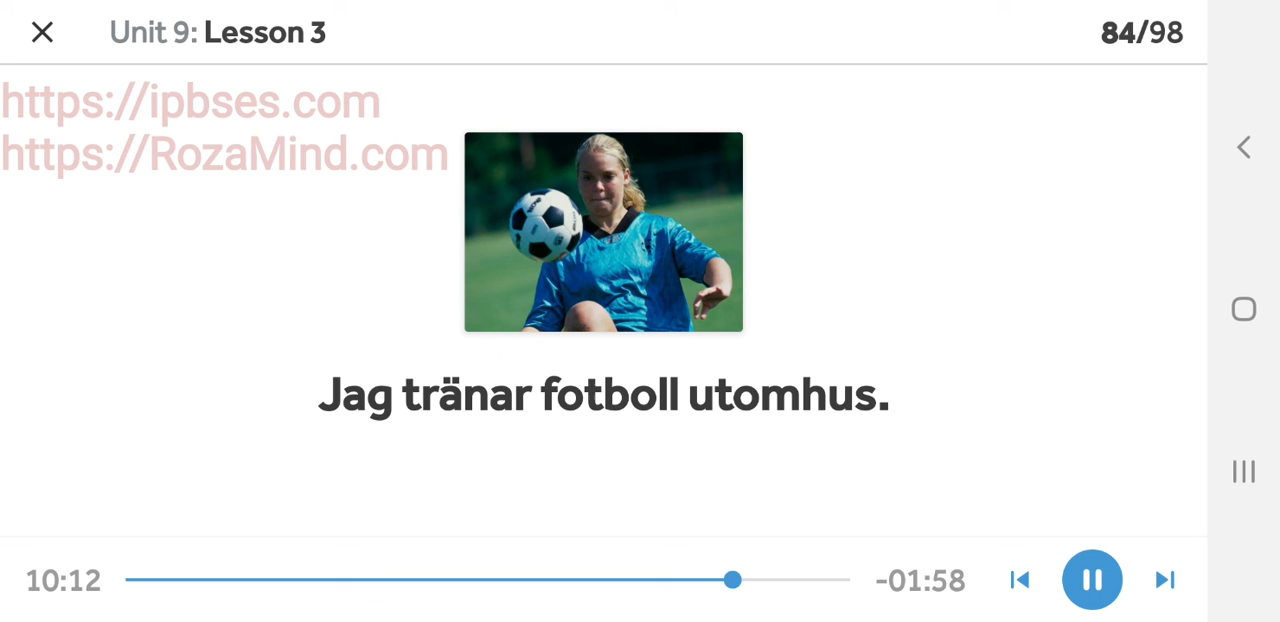 Unit 9: Lesson 3
84/98
https://ipbses.com
https://RozaMind.com
Jag tränar fotboll utomhus.
10:12
-01:58